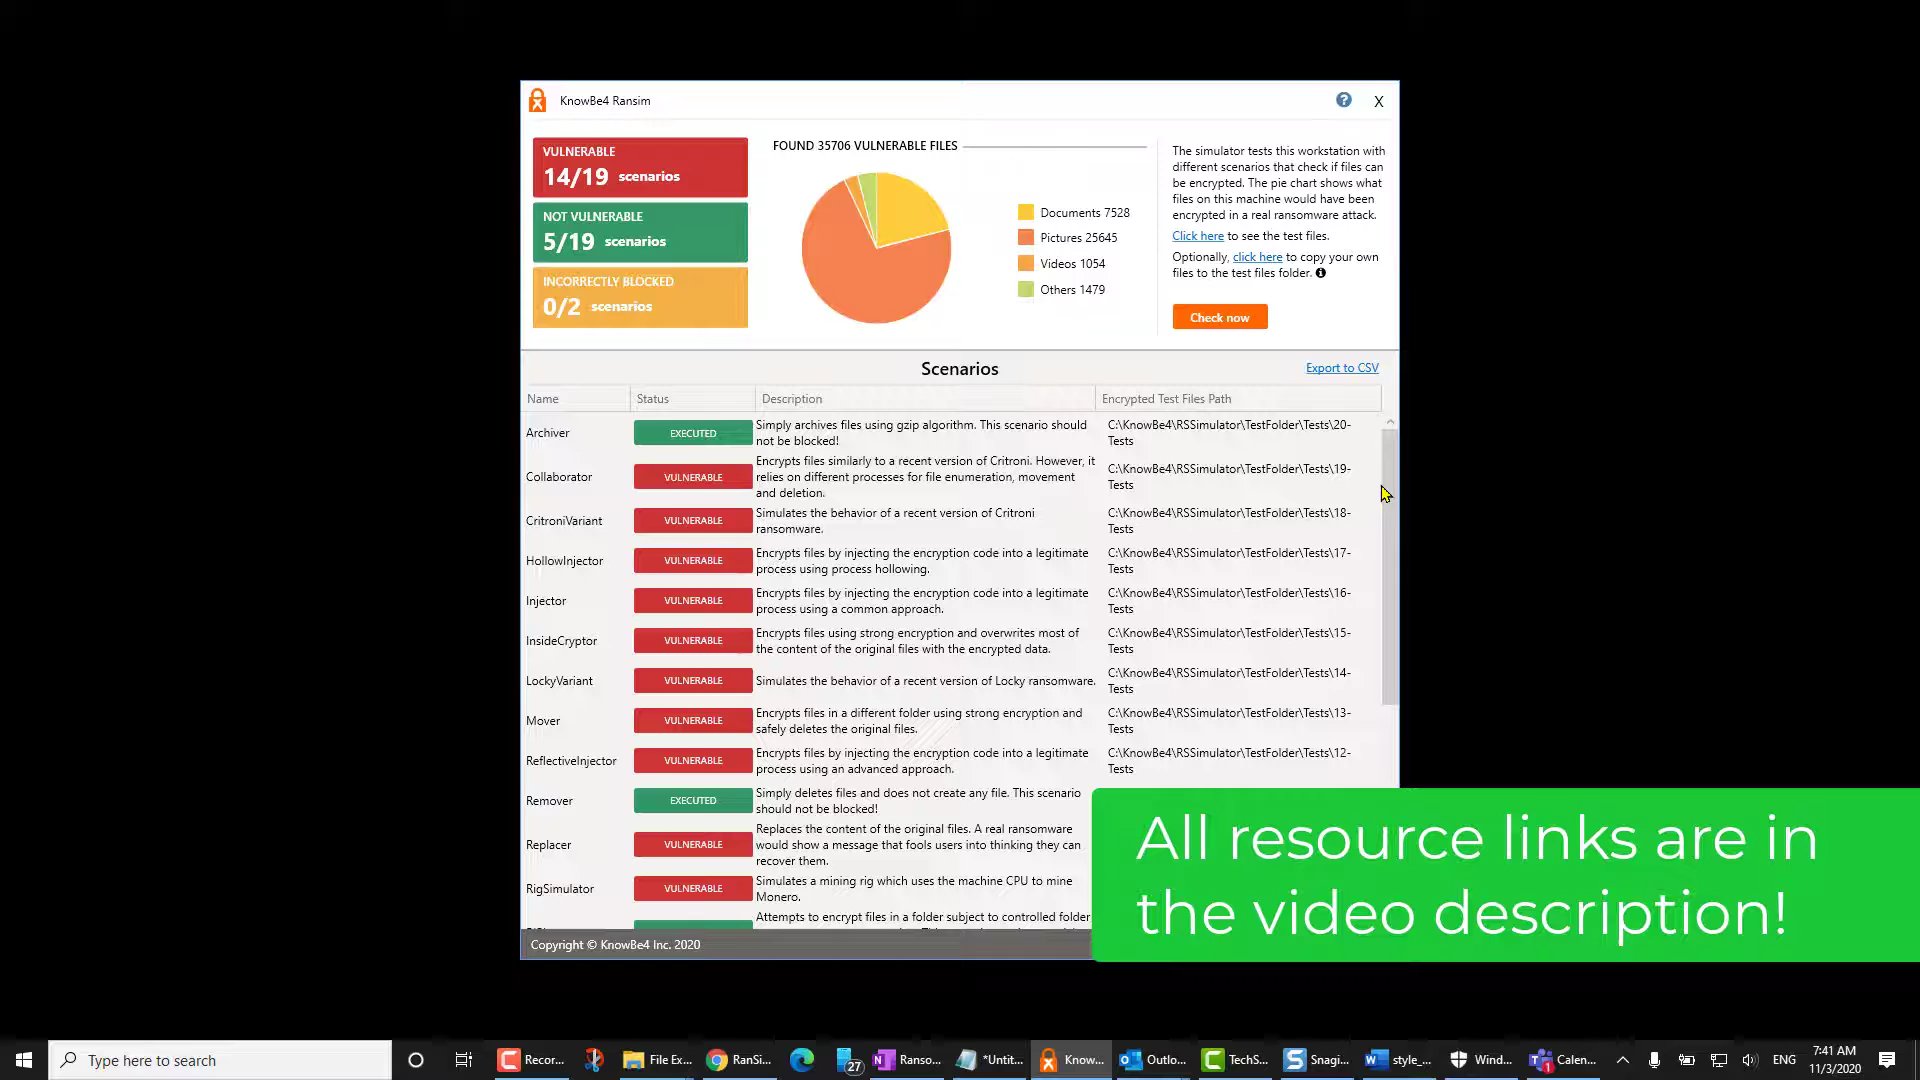 KnowBe4 Ransim
?
X
VULNERABLE
14/19 scenarios
NOT VULNERABLE
5/19 scenarios
INCORRECTLY BLOCKED
0/2 scenarios
FOUND 35706 VULNERABLE FILES
Documents 7528
Pictures 25645
Videos 1054
Others 1479
The simulator tests this workstation with
different scenarios that check if files can
be encrypted. The pie chart shows what
files on this machine would have been
encrypted in a real ransomware attack.
Click here to see the test files.
Optionally, click here to copy your own
files to the test files folder.
Check now
Scenarios
Export to CSV
Name Status Description Encrypted Test Files Path
Archiver
EXECUTED
Simply archives files using gzip algorithm. This scenario should
not be blocked!
C:\KnowBe4\RSSimulator\TestFolder\Tests\20-
Tests
Collaborator
VULNERABLE
Encrypts files similarly to a recent version of Critroni. However, it
relies on different processes for file enumeration, movement
and deletion.
C:\KnowBe4\RSSimulator\TestFolder\Tests\19-
Tests
CritroniVariant
VULNERABLE
Simulates the behavior of a recent version of Critroni
ransomware.
C:\KnowBe4\RSSimulator\TestFolder\Tests\18-
Tests
HollowInjector
VULNERABLE
Encrypts files by injecting the encryption code into a legitimate
process using process hollowing.
C:\KnowBe4\RSSimulator\TestFolder\Tests\17-
Tests
Injector
VULNERABLE
Encrypts files by injecting the encryption code into a legitimate
process using a common approach.
C:\KnowBe4\RSSimulator\TestFolder\Tests\16-
Tests
InsideCryptor
VULNERABLE
Encrypts files using strong encryption and overwrites most of
the content of the original files with the encrypted data.
C:\KnowBe4\RSSimulator\TestFolder\Tests\15-
Tests
LockyVariant
VULNERABLE
Simulates the behavior of a recent version of Locky ransomware.
C:\KnowBe4\RSSimulator\TestFolder\Tests\14-
Tests
Mover
VULNERABLE
Encrypts files in a different folder using strong encryption and
safely deletes the original files.
C:\KnowBe4\RSSimulator\TestFolder\Tests\13-
Tests
ReflectiveInjector
VULNERABLE
Encrypts files by injecting the encryption code into a legitimate
process using an advanced approach.
C:\KnowBe4\RSSimulator\TestFolder\Tests\12-
Tests
Remover
EXECUTED
Simply deletes files and does not create any file. This scenario
should not be blocked!
Replacer
VULNERABLE
Replaces the content of the original files. A real ransomware
would show a message that fools users into thinking they can
recover them.
RigSimulator
VULNERABLE
Simulates a mining rig which uses the machine CPU to mine
Monero.
Attempts to encrypt files in a folder subject to controlled folder
Copyright © KnowBe4 Inc. 2020
All resource links are in
the video description!
Type here to search
Recor...
File Ex...
RanSi...
27
Ranso...
*Untit...
Know...
Outlo...
TechS...
Snagi...
style_...
Wind...
1
Calen...
ENG
7:41 AM
11/3/2020